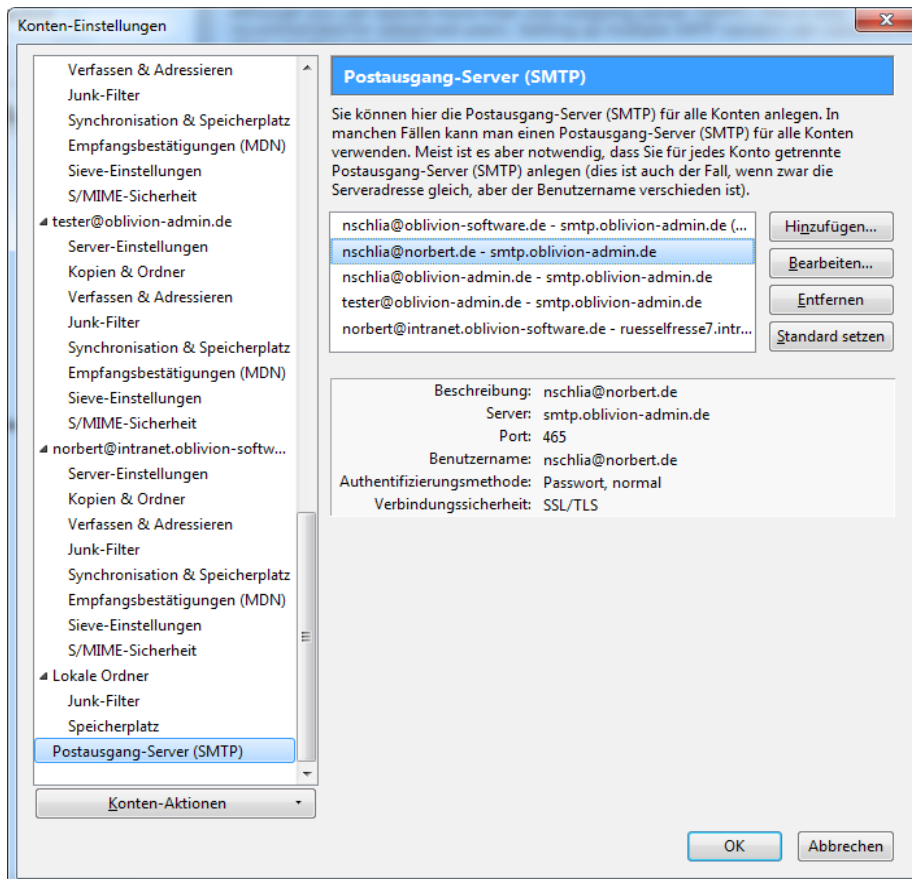 Konten-Einstellungen
Verfassen & Adressieren
Junk-Filter
Synchronisation & Speicherplatz
Empfangsbestätigungen (MDN)
Sieve-Einstellungen
S/MIME-Sicherheit
tester@oblivion-admin.de
Server-Einstellungen
Kopien & Ordner
Verfassen & Adressieren
Junk-Filter
Synchronisation & Speicherplatz
Empfangsbestätigungen (MDN)
Sieve-Einstellungen
S/MIME-Sicherheit
norbert@intranet.oblivion-softw...
Server-Einstellungen
Kopien & Ordner
Verfassen & Adressieren
Junk-Filter
Synchronisation & Speicherplatz
Empfangsbestätigungen (MDN)
Sieve-Einstellungen
S/MIME-Sicherheit
Lokale Ordner
Junk-Filter
Speicherplatz
Postausgang-Server (SMTP)
Konten-Aktionen
Postausgang-Server (SMTP)
Sie können hier die Postausgang-Server (SMTP) für alle Konten anlegen. In
manchen Fällen kann man einen Postausgang-Server (SMTP) für alle Konten
verwenden. Meist ist es aber notwendig, dass Sie für jedes Konto getrennte
Postausgang-Server (SMTP) anlegen (dies ist auch der Fall, wenn zwar die
Serveradresse gleich, aber der Benutzername verschieden ist).
nschlia@oblivion-software.de - smtp.oblivion-admin.de (...
nschlia@norbert.de - smtp.oblivion-admin.de
nschlia@oblivion-admin.de - smtp.oblivion-admin.de
tester@oblivion-admin.de - smtp.oblivion-admin.de
norbert@intranet.oblivion-software.de - ruesselfresse7.intr...
Hinzufügen...
Bearbeiten...
Entfernen
Standard setzen
Beschreibung: nschlia@norbert.de
Server: smtp.oblivion-admin.de
Port: 465
Benutzername: nschlia@norbert.de
Authentifizierungsmethode: Passwort, normal
Verbindungssicherheit: SSL/TLS
OK
Abbrechen